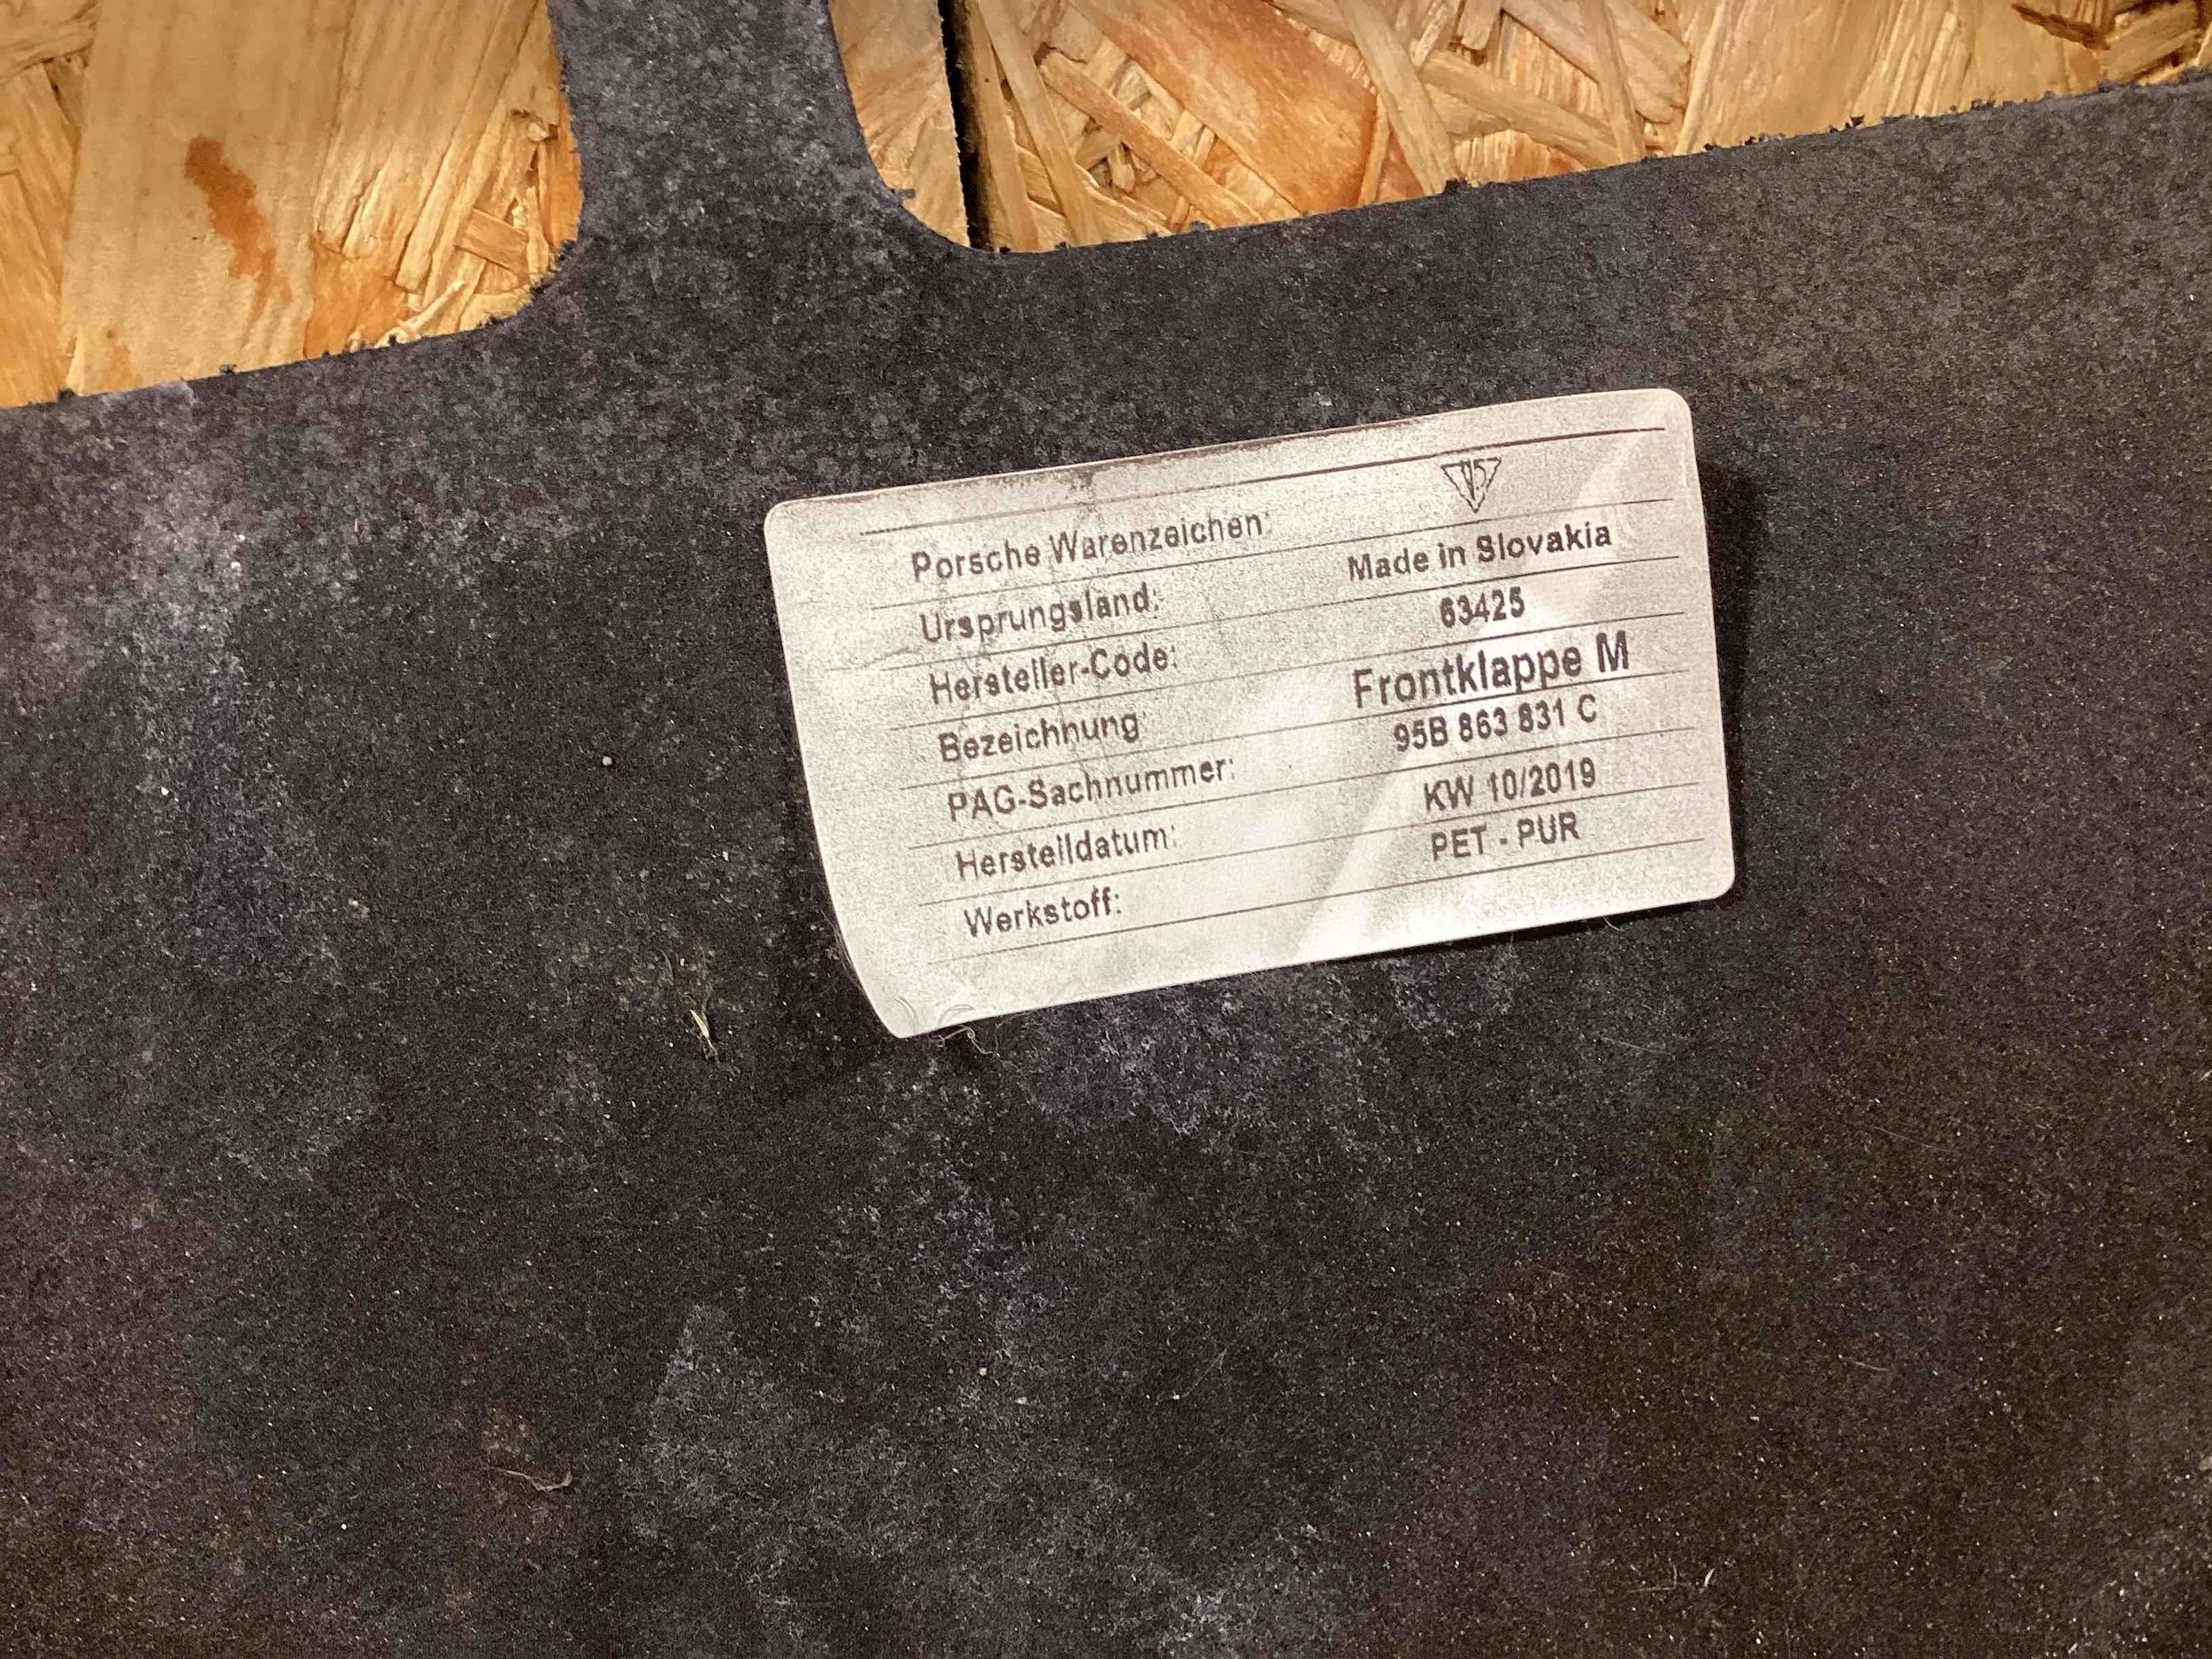 Porsche Warenzeichen:
Ursprungsland: Made in Slovakia
Hersteller-Code: 63425
Bezeichnung: Frontklappe M
PAG-Sachnummer: 95B 863 831 C
Hersteildatum: KW 10/2019
Werkstoff: PET - PUR